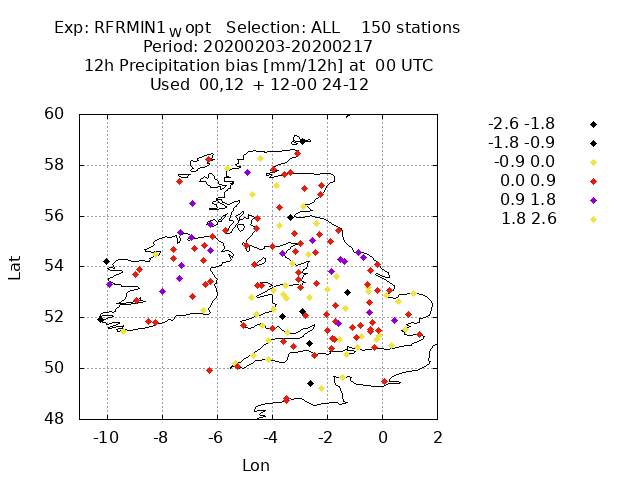 Exp: RFRMIN1_W opt Selection: ALL 150 stations
Period: 20200203-20200217
12h Precipitation bias [mm/12h] at 00 UTC
Used 00,12 + 12-00 24-12
-2.6 -1.8
-1.8 -0.9
-0.9 0.0
0.0 0.9
0.9 1.8
1.8 2.6
60
58
56
54
52
50
48
Lat
-10 -8 -6 -4 -2 0 2
Lon